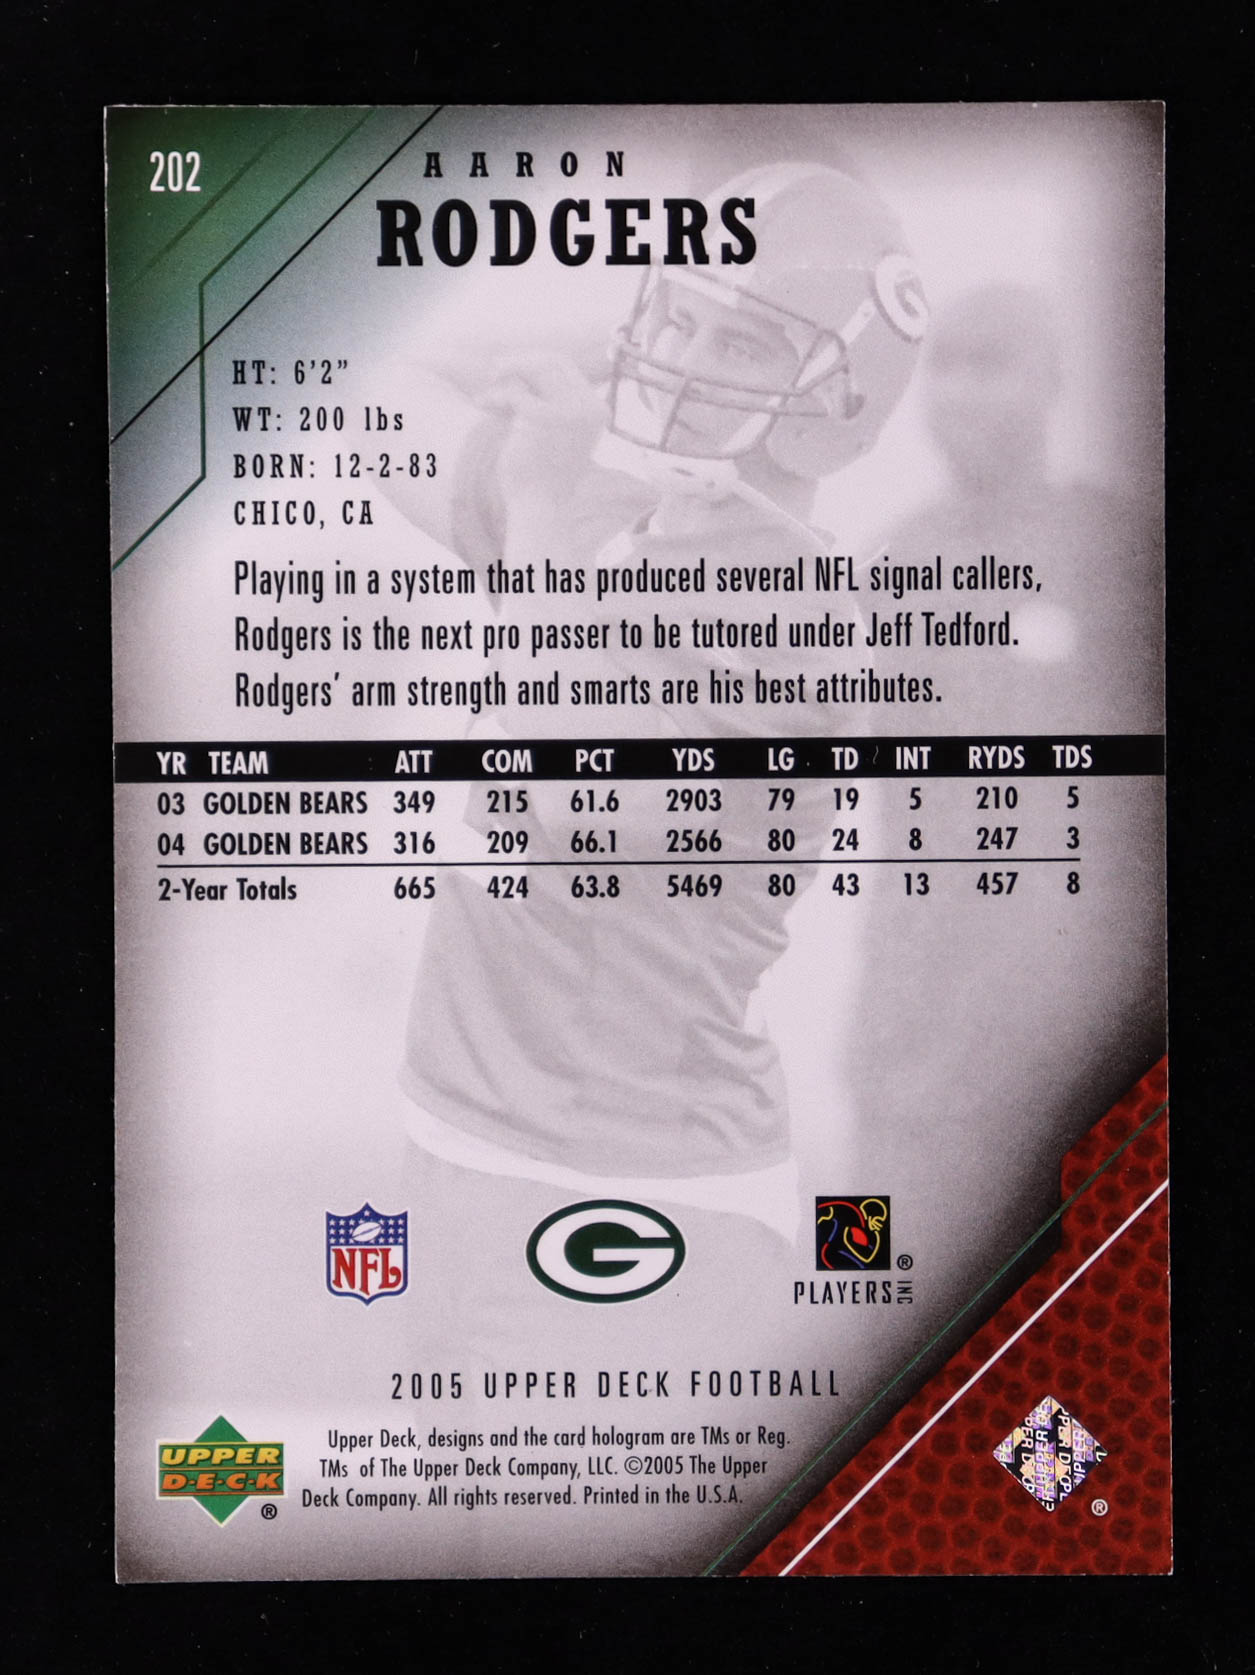 202
AARON
RODGERS
HT: 6'2"
WT: 200 lbs
BORN: 12-2-83
CHICO, CA
Playing in a system that has produced several NFL signal callers,
Rodgers is the next pro passer to be tutored under Jeff Tedford.
Rodgers' arm strength and smarts are his best attributes.
YR TEAM ATT COM PCT YDS LG TD INT RYDS TDS
03 GOLDEN BEARS 349 215 61.6 2903 79 19 5 210 5
04 GOLDEN BEARS 316 209 66.1 2566 80 24 8 247 3
2-Year Totals 665 424 63.8 5469 80 43 13 457 8
NFL
G
PLAYERS INC ®
2005 UPPER DECK FOOTBALL
UPPER
D·E·C·K
®
Upper Deck, designs and the card hologram are TMs or Reg.
TMs of The Upper Deck Company, LLC. ©2005 The Upper
Deck Company. All rights reserved. Printed in the U.S.A.
®